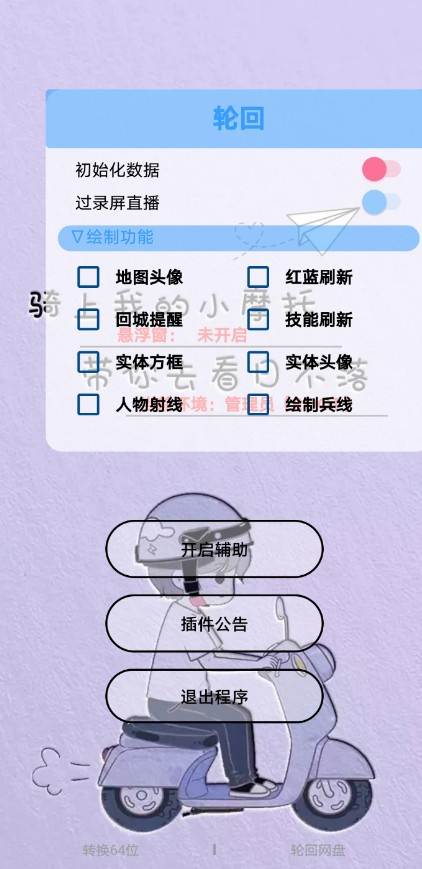 轮回
初始化数据
过录屏直播
▽绘制功能
地图头像 红蓝刷新
骑上我的小摩托
回城提醒 技能刷新
悬浮窗： 未开启
实体方框 实体头像
带你去看日不落
人物射线 绘制兵线
环境：管理员
开启辅助
插件公告
退出程序
转换64位 | 轮回网盘